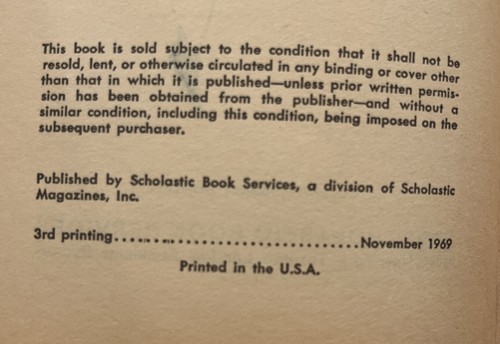 This book is sold subject to the condition that it shall not be
resold, lent, or otherwise circulated in any binding or cover other
than that in which it is published—unless prior written permis-
sion has been obtained from the publisher—and without a
similar condition, including this condition, being imposed on the
subsequent purchaser.
Published by Scholastic Book Services, a division of Scholastic
Magazines, Inc.
3rd printing......................................November 1969
Printed in the U.S.A.